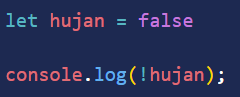 let hujan = false
console.log(!hujan);